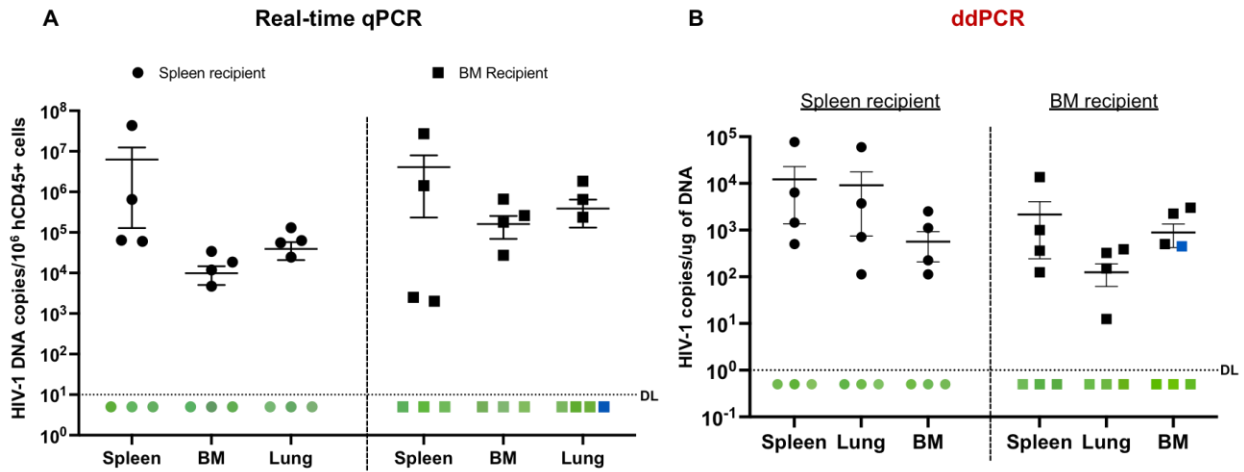 A
Real-time qPCR
Spleen recipient
BM Recipient
HIV-1 DNA copies/10⁶ hCD45+ cells
10⁸
10⁷
10⁶
10⁵
10⁴
10³
10²
10¹
10⁰
DL
Spleen BM Lung Spleen BM Lung
B
ddPCR
Spleen recipient
BM recipient
HIV-1 copies/ug of DNA
10⁵
10⁴
10³
10²
10¹
10⁰
10⁻¹
DL
Spleen Lung BM Spleen Lung BM